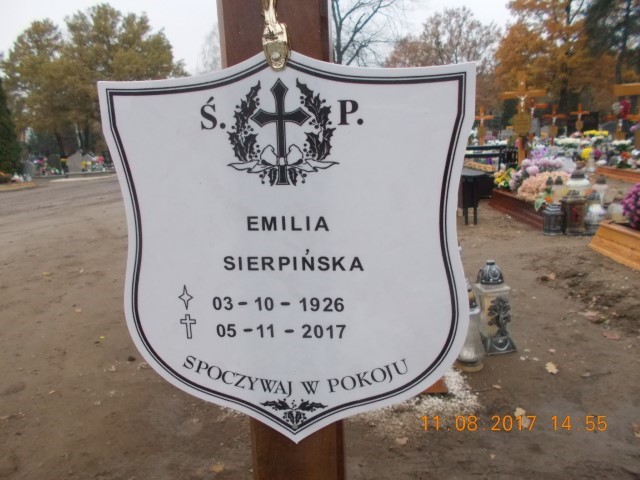 Ś. P.
EMILIA
SIERPIŃSKA
03-10-1926
05-11-2017
SPOCZYWAJ W POKOJU
11.08.2017 14.55